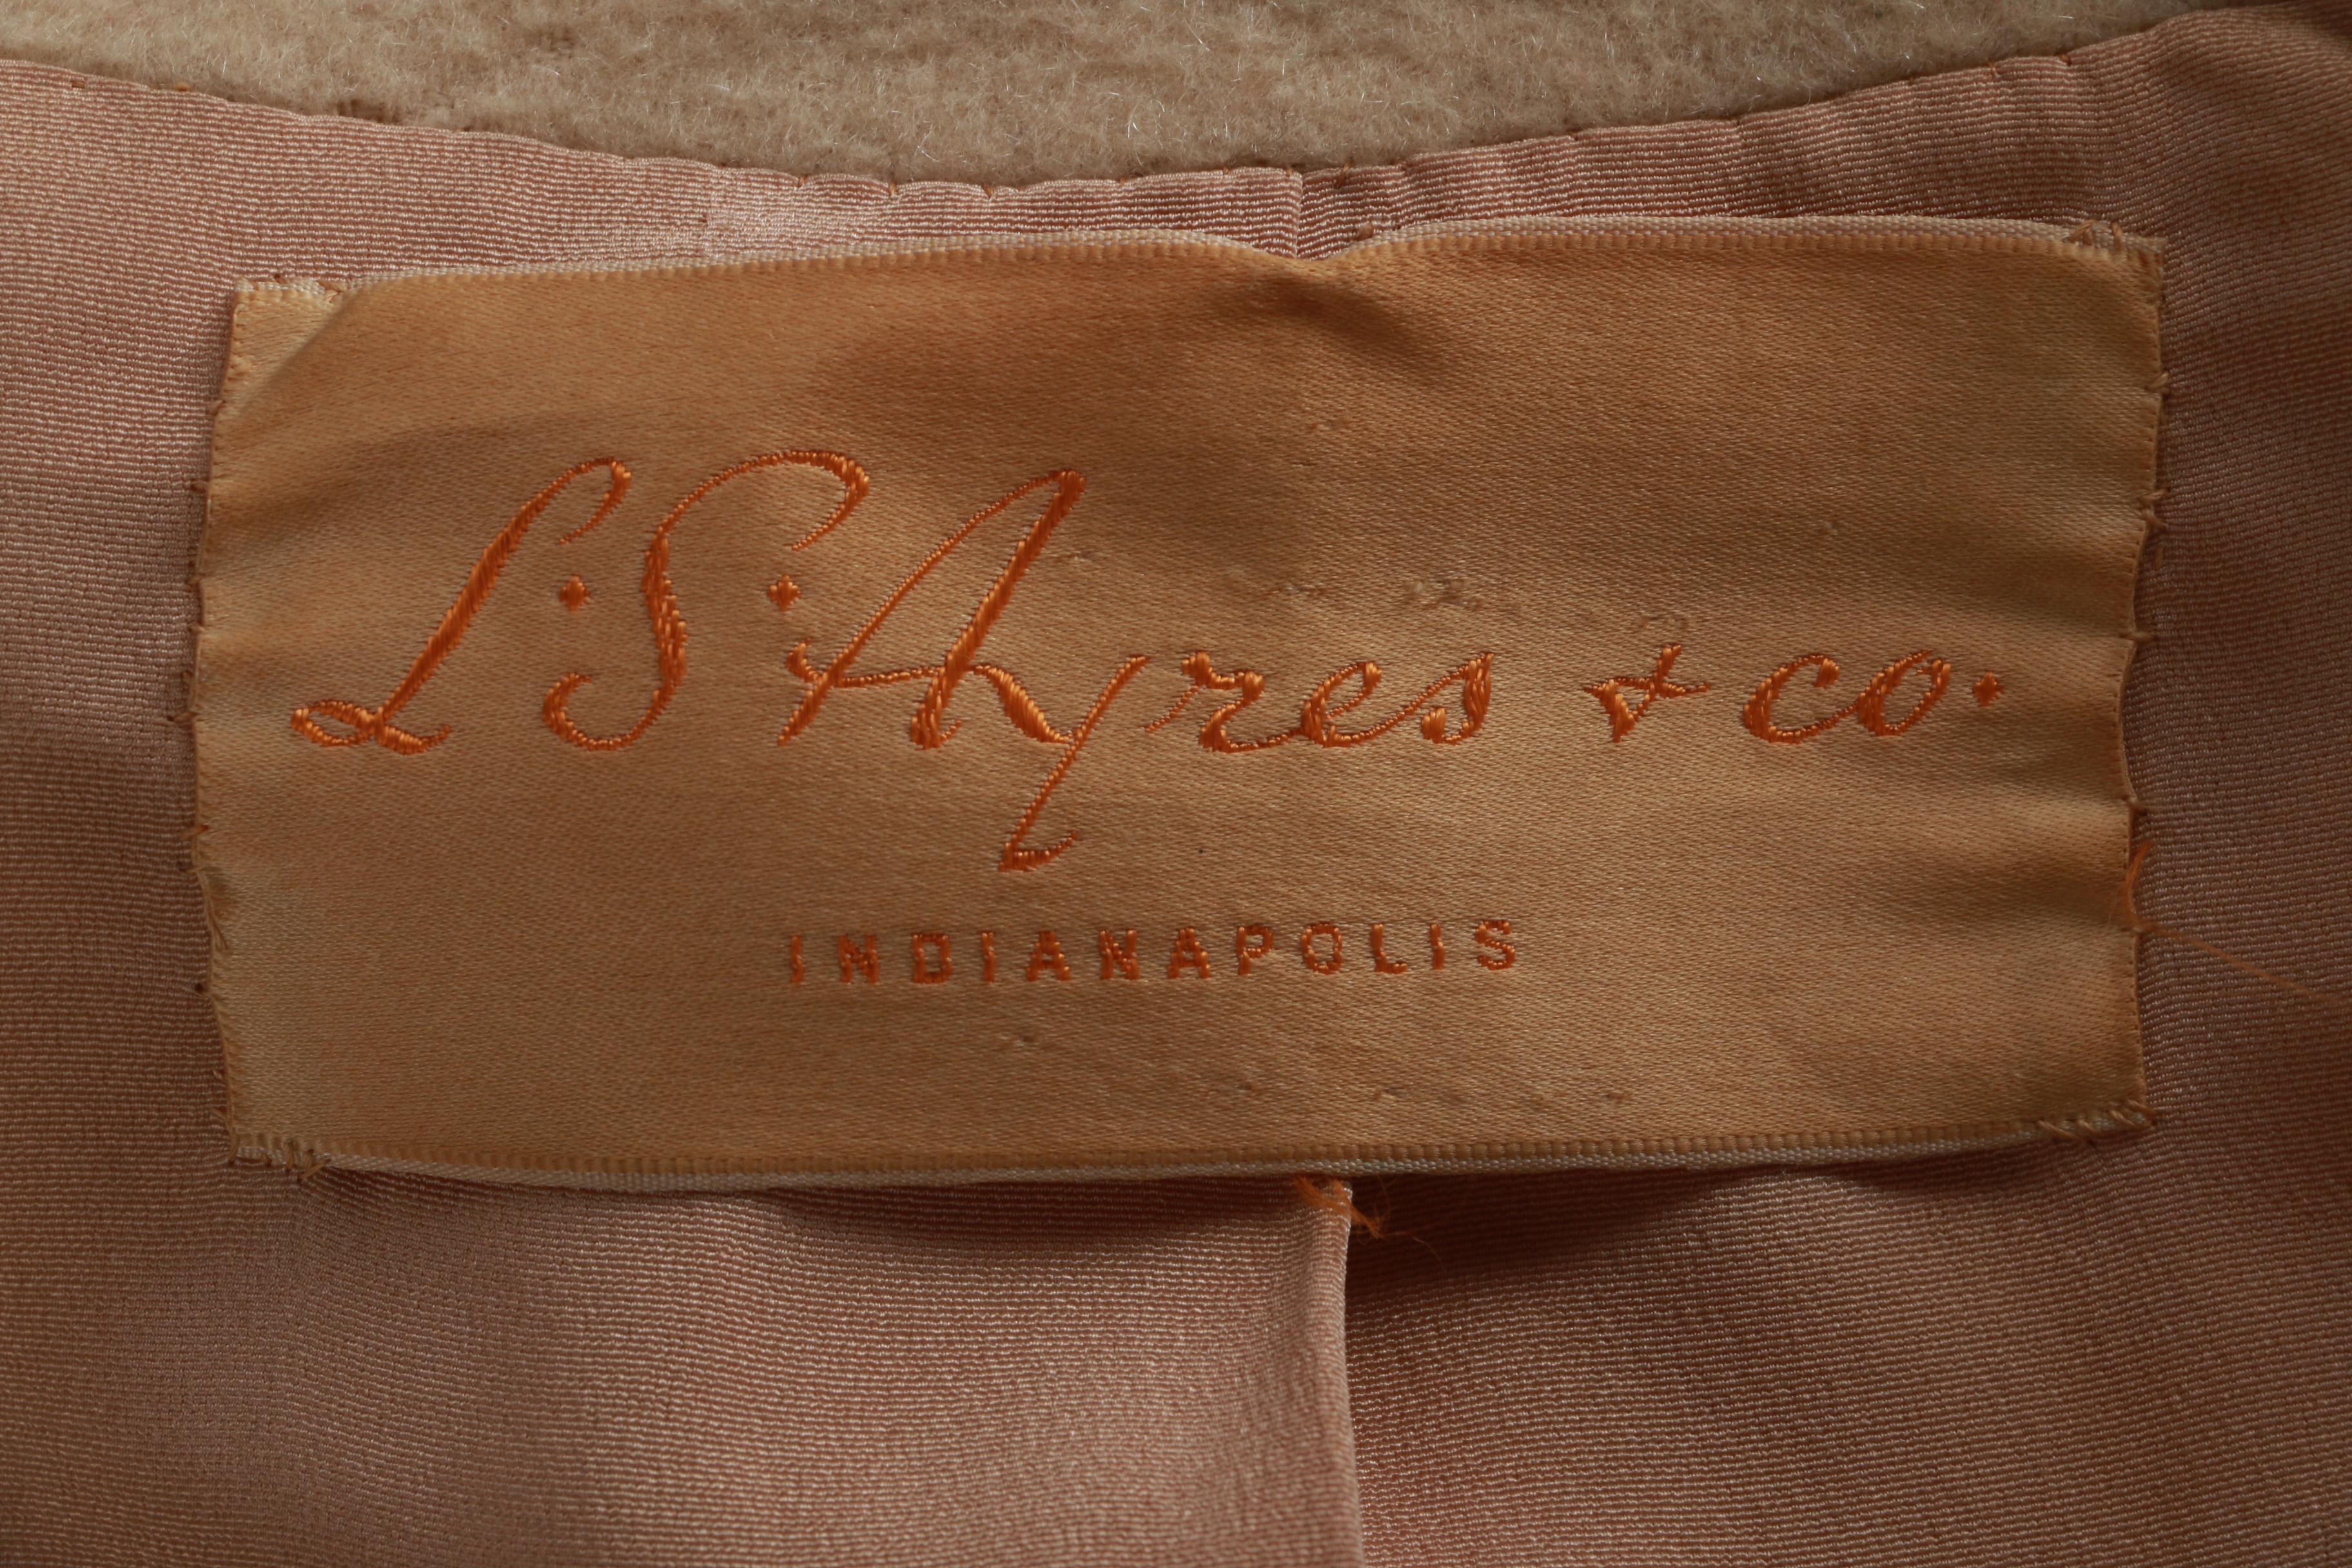 L. S. Ayres & co.
INDIANAPOLIS